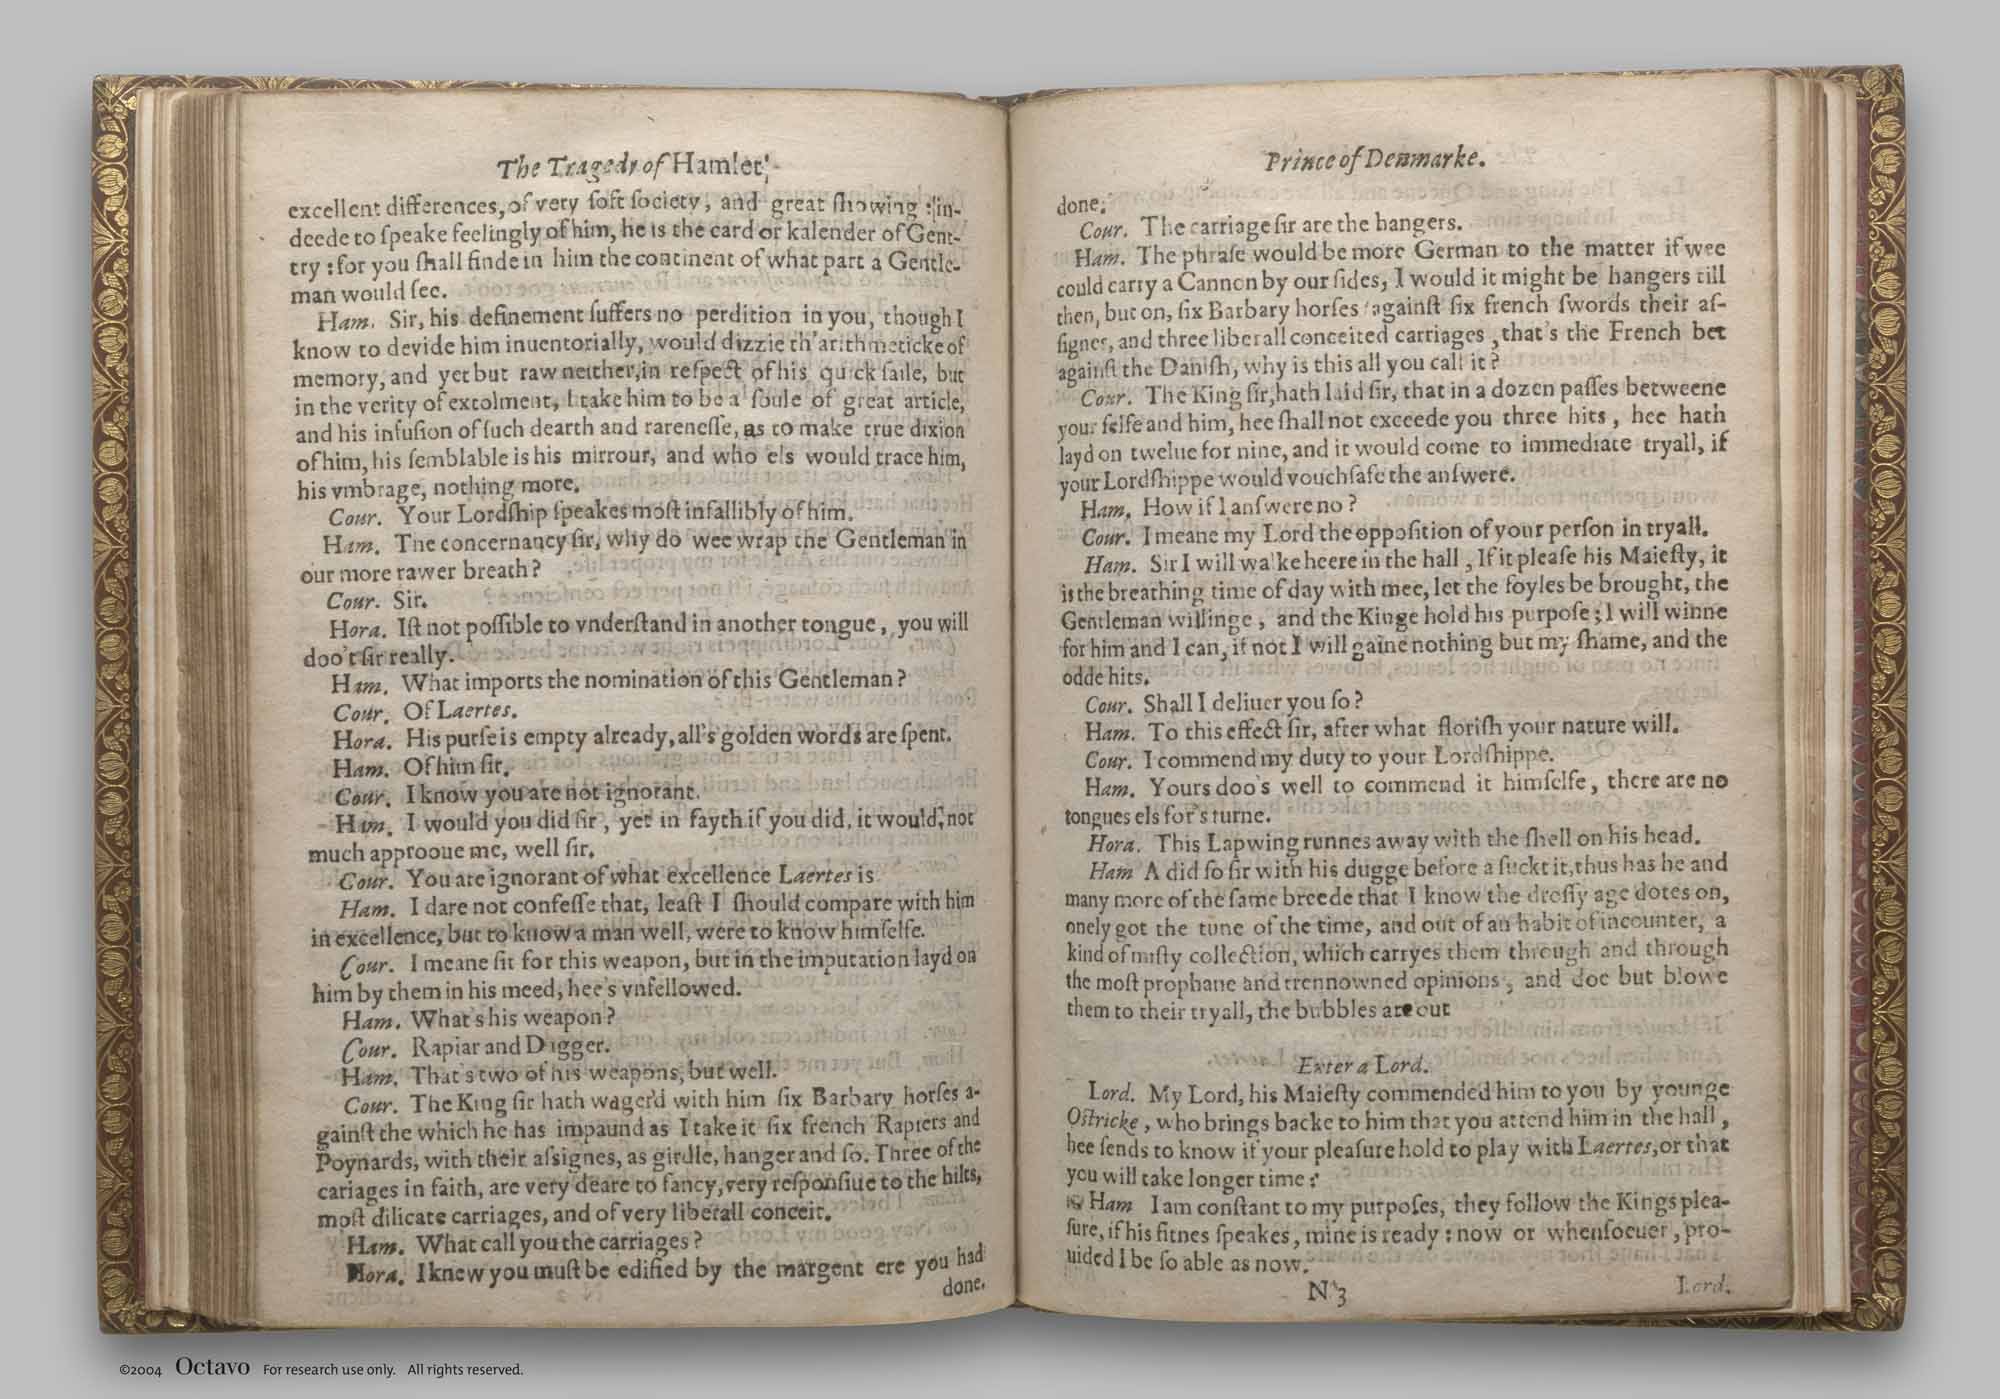 The Tragedy of Hamlet,
excellent differences, of very ſoft ſociety, and great ſhowing : in-
deede to ſpeake feelingly of him, he is the card or kalender of Gent-
try : for you ſhall finde in him the continent of what part a Gentle-
man would ſee.
Ham. Sir, his definement ſuffers no perdition in you, though I
know to devide him inuentorially, would dizzie th'arithmeticke of
memory, and yet but raw neither, in reſpect of his quick ſaile, but
in the verity of extolment, I take him to be a ſoule of great article,
and his infuſion of ſuch dearth and rareneſſe, as to make true dixion
of him, his ſemblable is his mirrour, and who els would trace him,
his vmbrage, nothing more.
Cour. Your Lordſhip ſpeakes moſt infallibly of him.
Ham. The concernancy ſir, why do wee wrap the Gentleman in
our more rawer breath?
Cour. Sir.
Hora. Iſt not poſſible to vnderſtand in another tongue, you will
doo't ſir really.
Ham. What imports the nomination of this Gentleman?
Cour. Of Laertes.
Hora. His purſe is empty already, all's golden words are ſpent.
Ham. Of him ſir.
Cour. I know you are not ignorant.
Ham. I would you did ſir, yet in fayth if you did, it would, not
much approoue me, well ſir.
Cour. You are ignorant of what excellence Laertes is
Ham. I dare not confeſſe that, leaſt I ſhould compare with him
in excellence, but to know a man well, were to know himſelfe.
Cour. I meane ſir for this weapon, but in the imputation layd on
him by them in his meed, hee's vnfellowed.
Ham. What's his weapon?
Cour. Rapiar and Dagger.
Ham. That's two of his weapons, but well.
Cour. The King ſir hath wager'd with him ſix Barbary horſes a-
gainſt the which he has impaund as I take it ſix french Rapiers and
Poynards, with their aſsignes, as girdle, hanger and ſo. Three of the
cariages in faith, are very deare to fancy, very reſponſiue to the hilts,
moſt dilicate carriages, and of very liberall conceit.
Ham. What call you the carriages?
Hora. I knew you muſt be edified by the margent ere you had
done.
Prince of Denmarke.
done.
Cour. The carriage ſir are the hangers.
Ham. The phraſe would be more German to the matter if wee
could carry a Cannon by our ſides, I would it might be hangers till
then, but on, ſix Barbary horſes againſt ſix french ſwords their aſ-
ſignes, and three liberall conceited carriages, that's the French bet
againſt the Daniſh, why is this all you call it?
Cour. The King ſir, hath laid ſir, that in a dozen paſſes betweene
your ſelfe and him, hee ſhall not exceede you three hits, hee hath
layd on twelue for nine, and it would come to immediate tryall, if
your Lordſhippe would vouchſafe the anſwere.
Ham. How if I anſwere no?
Cour. I meane my Lord the oppoſition of your perſon in tryall.
Ham. Sir I will walke heere in the hall, If it pleaſe his Maieſty, it
is the breathing time of day with mee, let the foyles be brought, the
Gentleman willinge, and the Kinge hold his purpoſe; I will winne
for him and I can, if not I will gaine nothing but my ſhame, and the
odde hits.
Cour. Shall I deliuer you ſo?
Ham. To this effect ſir, after what floriſh your nature will.
Cour. I commend my duty to your Lordſhippe.
Ham. Yours doo's well to commend it himſelfe, there are no
tongues els for's turne.
Hora. This Lapwing runnes away with the ſhell on his head.
Ham A did ſo ſir with his dugge before a ſuckt it, thus has he and
many more of the ſame breede that I know the droſſy age dotes on,
onely got the tune of the time, and out of an habit of incounter, a
kind of miſty collection, which carryes them through and through
the moſt prophane and trennowned opinions, and doe but blowe
them to their tryall, the bubbles are out
Enter a Lord.
Lord. My Lord, his Maieſty commended him to you by younge
Oſtricke, who brings backe to him that you attend him in the hall,
hee ſends to know if your pleaſure hold to play with Laertes, or that
you will take longer time?
Ham I am conſtant to my purpoſes, they follow the Kings plea-
ſure, if his fitnes ſpeakes, mine is ready : now or whenſoeuer, pro-
uided I be ſo able as now.
N 3
Lord.
©2004 Octavo For research use only. All rights reserved.